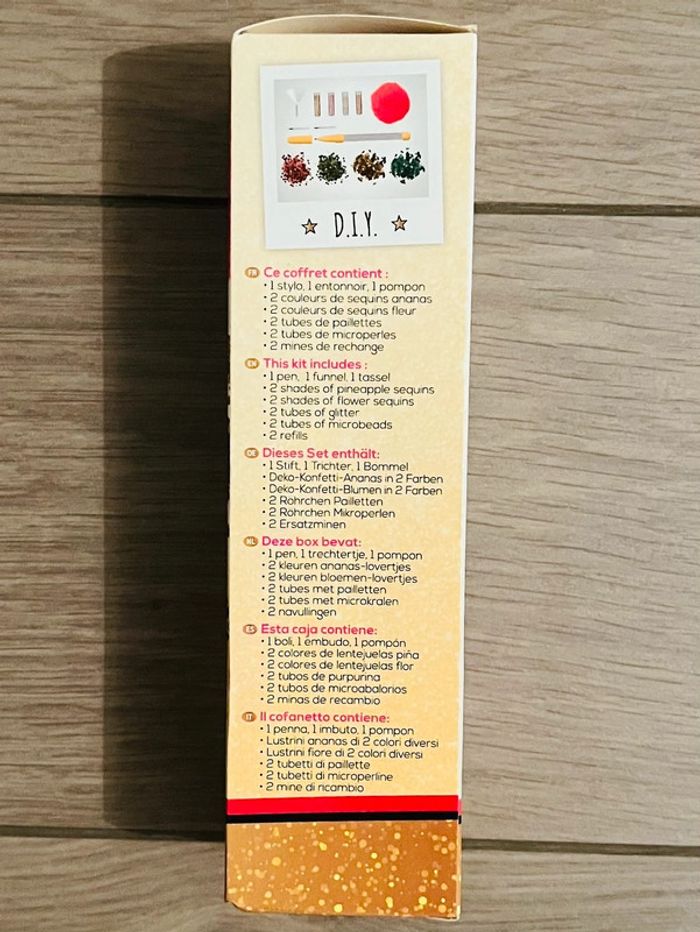 D.I.Y.
FR Ce coffret contient :
• 1 stylo, 1 entonnoir, 1 pompon
• 2 couleurs de sequins ananas
• 2 couleurs de sequins fleur
• 2 tubes de paillettes
• 2 tubes de microperles
• 2 mines de rechange
EN This kit includes :
• 1 pen, 1 funnel, 1 tassel
• 2 shades of pineapple sequins
• 2 shades of flower sequins
• 2 tubes of glitter
• 2 tubes of microbeads
• 2 refills
DE Dieses Set enthält:
• 1 Stift, 1 Trichter, 1 Bommel
• Deko-Konfetti-Ananas in 2 Farben
• Deko-Konfetti-Blumen in 2 Farben
• 2 Röhrchen Pailletten
• 2 Röhrchen Mikroperlen
• 2 Ersatzminen
NL Deze box bevat:
• 1 pen, 1 trechtertje, 1 pompon
• 2 kleuren ananas-lovertjes
• 2 kleuren bloemen-lovertjes
• 2 tubes met pailletten
• 2 tubes met microkralen
• 2 navullingen
ES Esta caja contiene:
• 1 boli, 1 embudo, 1 pompón
• 2 colores de lentejuelas piña
• 2 colores de lentejuelas flor
• 2 tubos de purpurina
• 2 tubos de microabalorios
• 2 minas de recambio
IT Il cofanetto contiene:
• 1 penna, 1 imbuto, 1 pompon
• Lustrini ananas di 2 colori diversi
• Lustrini fiore di 2 colori diversi
• 2 tubetti di paillette
• 2 tubetti di microperline
• 2 mine di ricambio